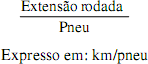 Extensão rodada
Pneu
Expresso em: km/pneu